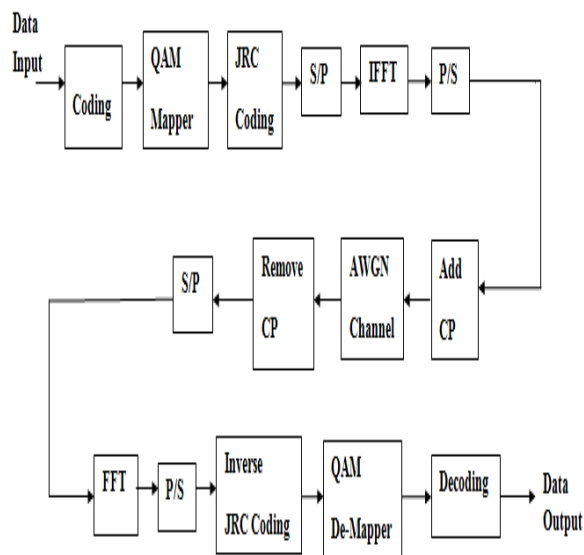 Data
Input
Coding
QAM
Mapper
JRC
Coding
S/P
IFFT
P/S
S/P
Remove
CP
AWGN
Channel
Add
CP
FFT
P/S
Inverse
JRC Coding
QAM
De-Mapper
Decoding
Data
Output